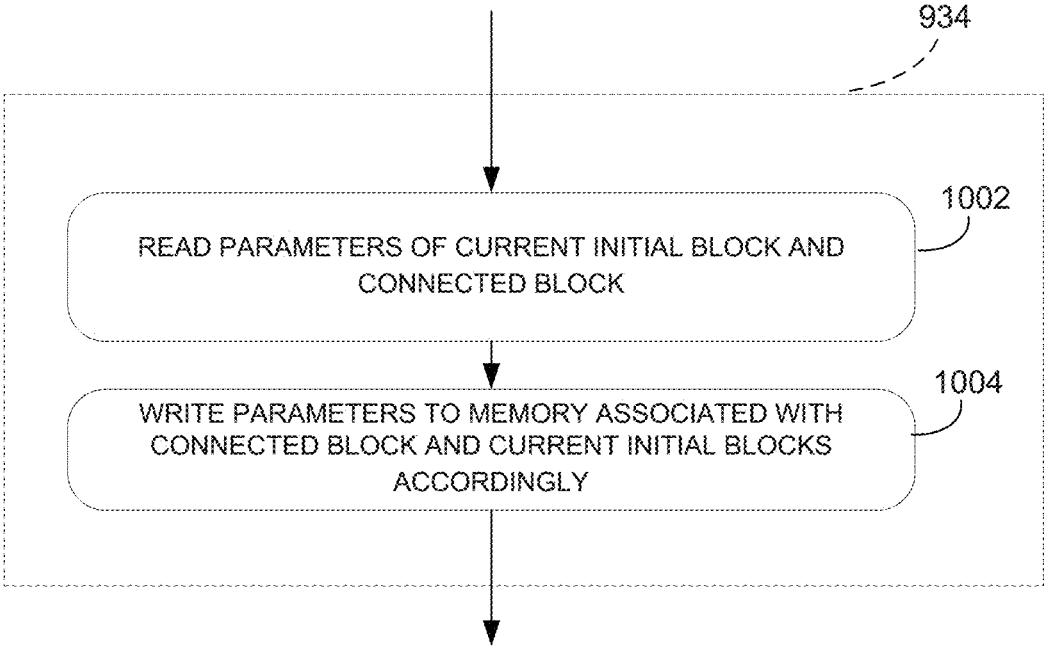 934
1002
READ PARAMETERS OF CURRENT INITIAL BLOCK AND
CONNECTED BLOCK
1004
WRITE PARAMETERS TO MEMORY ASSOCIATED WITH
CONNECTED BLOCK AND CURRENT INITIAL BLOCKS
ACCORDINGLY